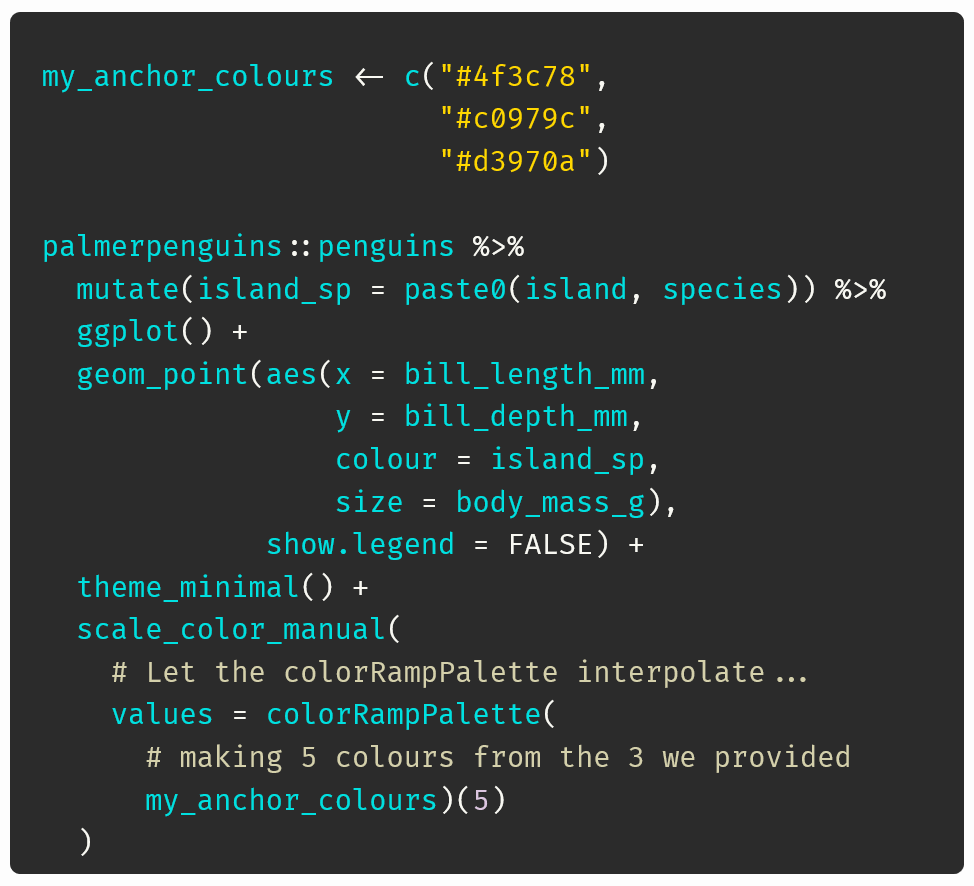 my_anchor_colours <- c("#4f3c78",
                       "#c0979c",
                       "#d3970a")
palmerpenguins::penguins %>%
  mutate(island_sp = paste0(island, species)) %>%
  ggplot() +
  geom_point(aes(x = bill_length_mm,
                 y = bill_depth_mm,
                 colour = island_sp,
                 size = body_mass_g),
             show.legend = FALSE) +
  theme_minimal() +
  scale_color_manual(
    # Let the colorRampPalette interpolate...
    values = colorRampPalette(
      # making 5 colours from the 3 we provided
      my_anchor_colours)(5)
  )